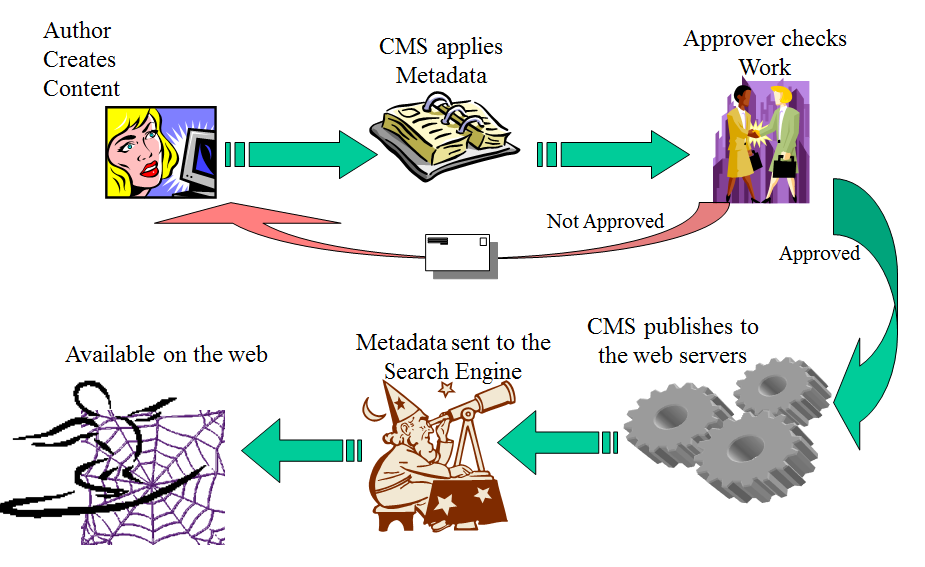 Author
Creates
Content
CMS applies
Metadata
Approver checks
Work
Not Approved
Approved
CMS publishes to
the web servers
Metadata sent to the
Search Engine
Available on the web